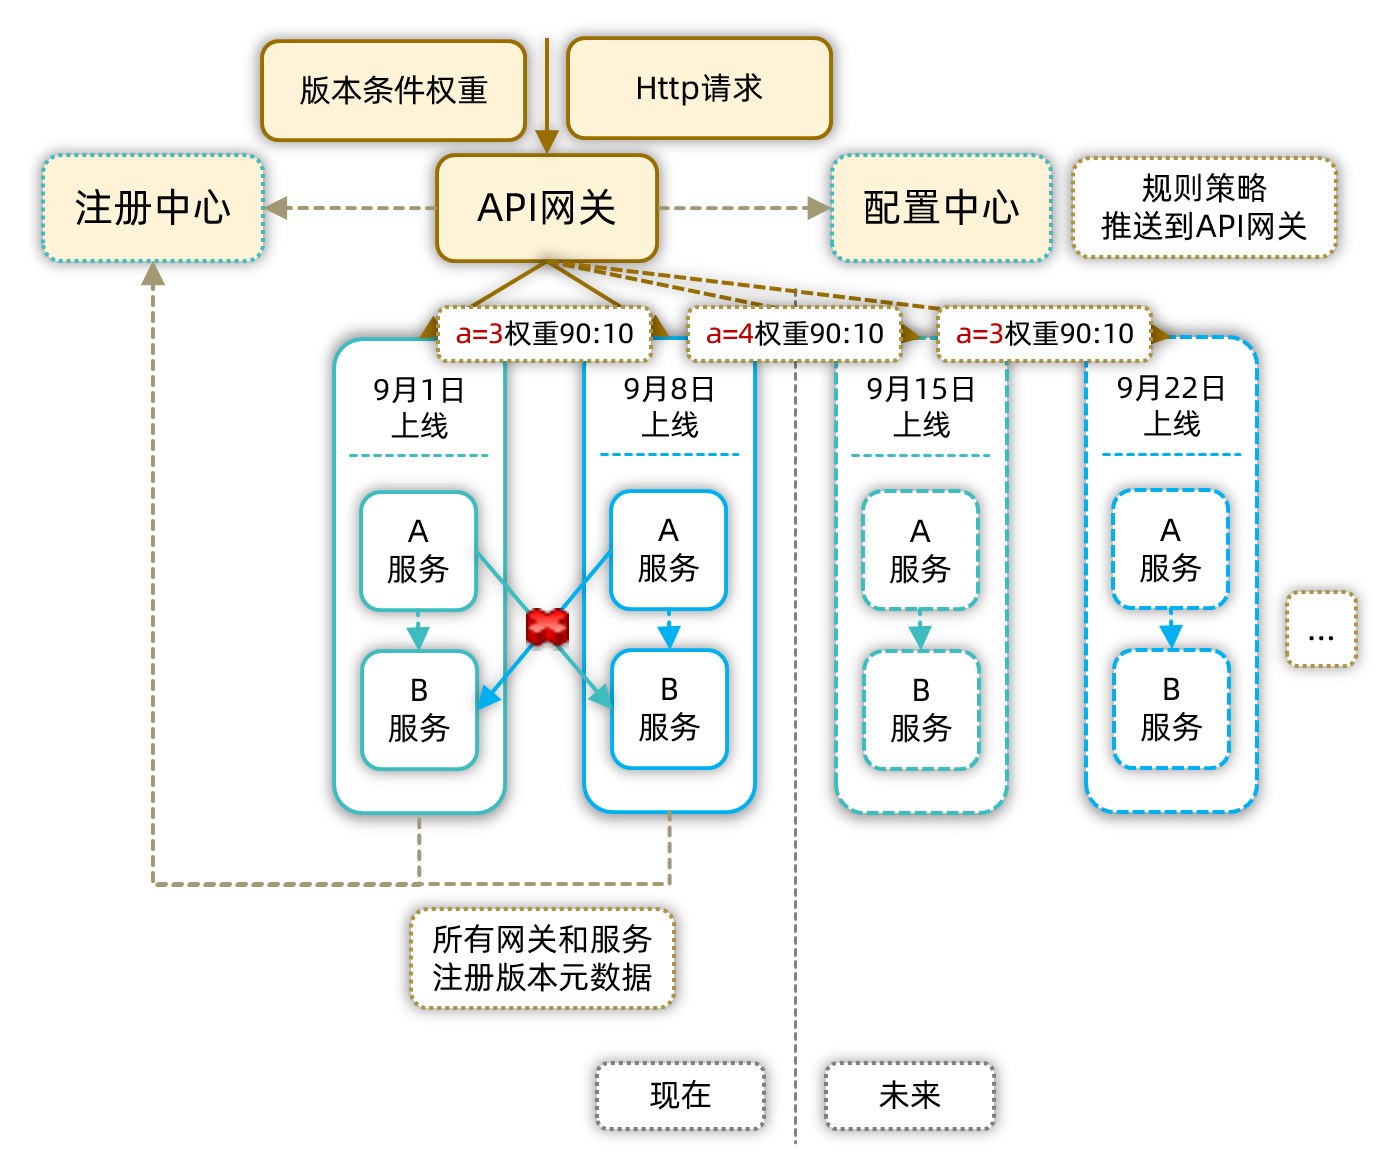 版本条件权重
Http请求
注册中心
API网关
配置中心
规则策略
推送到API网关
a=3权重90:10
a=4权重90:10
a=3权重90:10
9月1日
上线
9月8日
上线
9月15日
上线
9月22日
上线
A
服务
A
服务
A
服务
A
服务
B
服务
B
服务
B
服务
B
服务
...
所有网关和服务
注册版本元数据
现在
未来